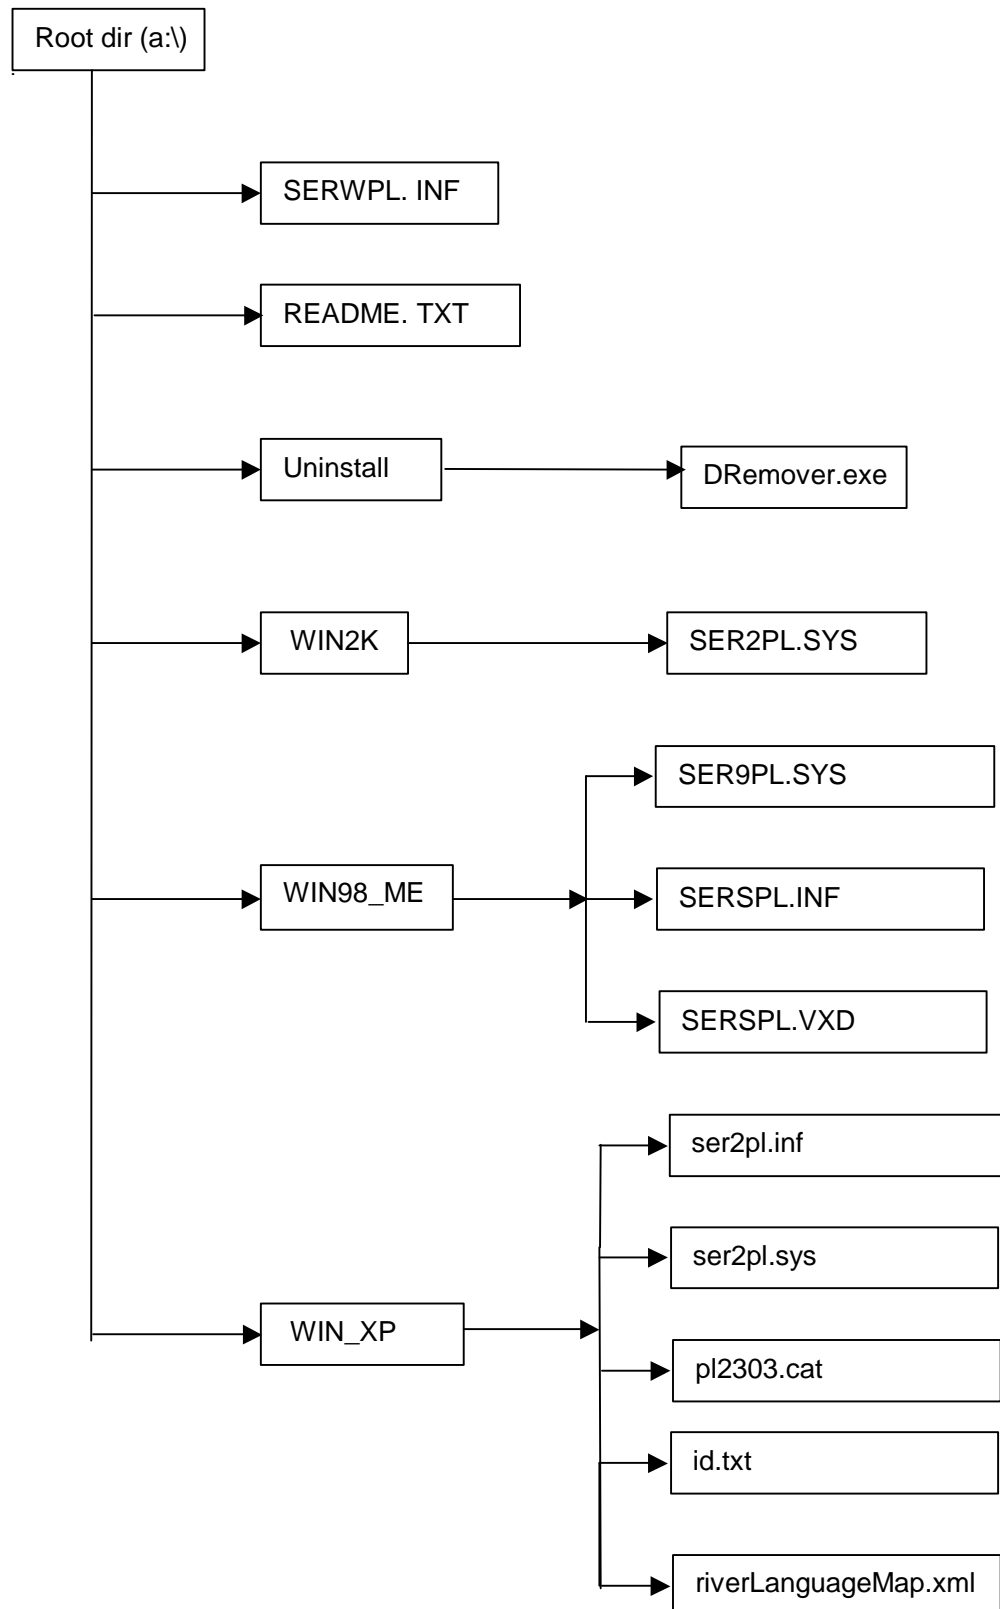 Root dir (a:\)
SERWPL. INF
README. TXT
Uninstall
DRemover.exe
WIN2K
SER2PL.SYS
SER9PL.SYS
WIN98_ME
SERSPL.INF
SERSPL.VXD
ser2pl.inf
ser2pl.sys
WIN_XP
pl2303.cat
id.txt
riverLanguageMap.xml